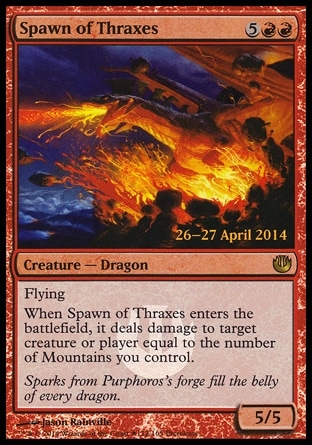 Spawn of Thraxes 5
26–27 April 2014
Creature — Dragon
Flying
When Spawn of Thraxes enters the
battlefield, it deals damage to target
creature or player equal to the number
of Mountains you control.
Sparks from Purphoros's forge fill the belly
of every dragon.
Jason Rainville
5/5